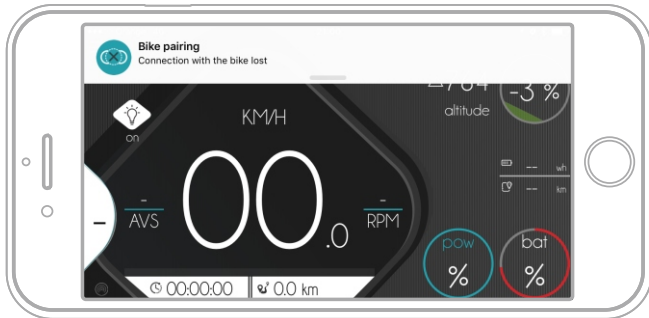 Bike pairing
Connection with the bike lost
-3 %
altitude
on
KM/H
00.0
-
AVS
-
RPM
-
-- wh
-- km
pow
%
bat
%
00:00:00
0.0 km